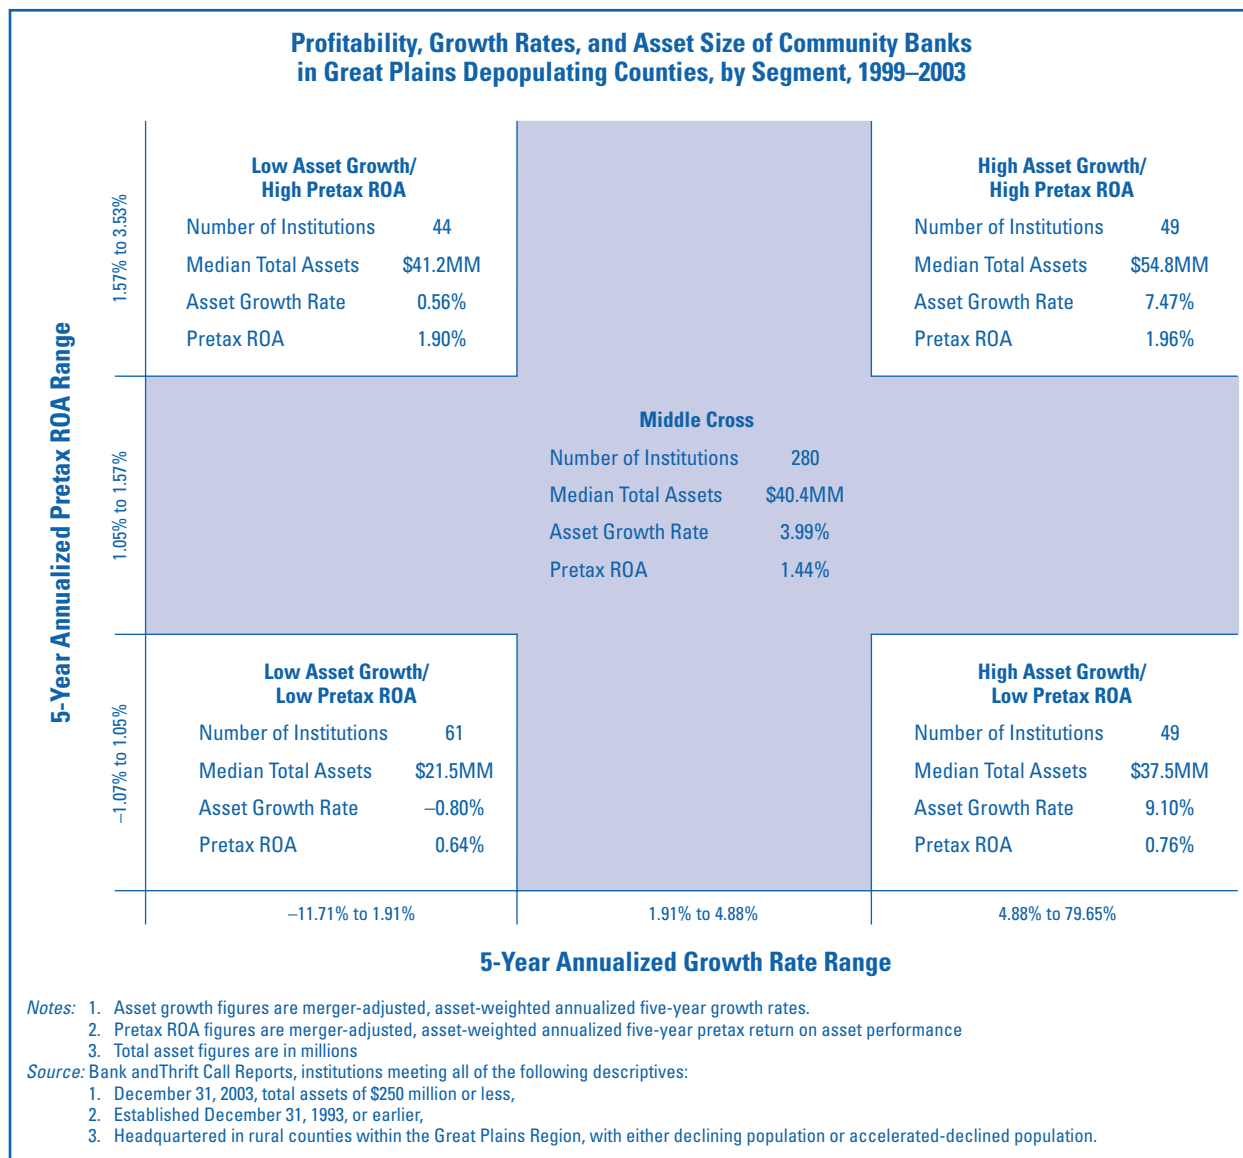 Profitability, Growth Rates, and Asset Size of Community Banks
in Great Plains Depopulating Counties, by Segment, 1999–2003
5-Year Annualized Pretax ROA Range
1.57% to 3.53%
Low Asset Growth/
High Pretax ROA
Number of Institutions 44
Median Total Assets $41.2MM
Asset Growth Rate 0.56%
Pretax ROA 1.90%
High Asset Growth/
High Pretax ROA
Number of Institutions 49
Median Total Assets $54.8MM
Asset Growth Rate 7.47%
Pretax ROA 1.96%
1.05% to 1.57%
Middle Cross
Number of Institutions 280
Median Total Assets $40.4MM
Asset Growth Rate 3.99%
Pretax ROA 1.44%
–1.07% to 1.05%
Low Asset Growth/
Low Pretax ROA
Number of Institutions 61
Median Total Assets $21.5MM
Asset Growth Rate –0.80%
Pretax ROA 0.64%
High Asset Growth/
Low Pretax ROA
Number of Institutions 49
Median Total Assets $37.5MM
Asset Growth Rate 9.10%
Pretax ROA 0.76%
–11.71% to 1.91% 1.91% to 4.88% 4.88% to 79.65%
5-Year Annualized Growth Rate Range
Notes: 1. Asset growth figures are merger-adjusted, asset-weighted annualized five-year growth rates.
2. Pretax ROA figures are merger-adjusted, asset-weighted annualized five-year pretax return on asset performance
3. Total asset figures are in millions
Source: Bank andThrift Call Reports, institutions meeting all of the following descriptives:
1. December 31, 2003, total assets of $250 million or less,
2. Established December 31, 1993, or earlier,
3. Headquartered in rural counties within the Great Plains Region, with either declining population or accelerated-declined population.